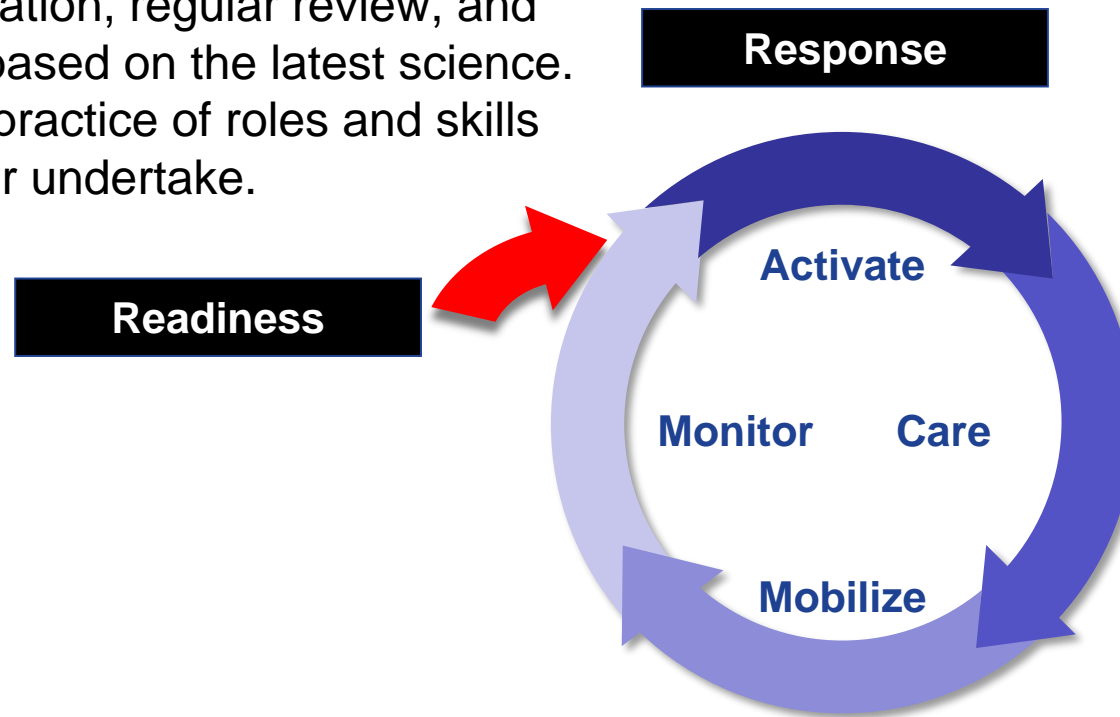 ation, regular review, and
based on the latest science.
practice of roles and skills
r undertake.
Response
Readiness
Activate
Monitor
Care
Mobilize